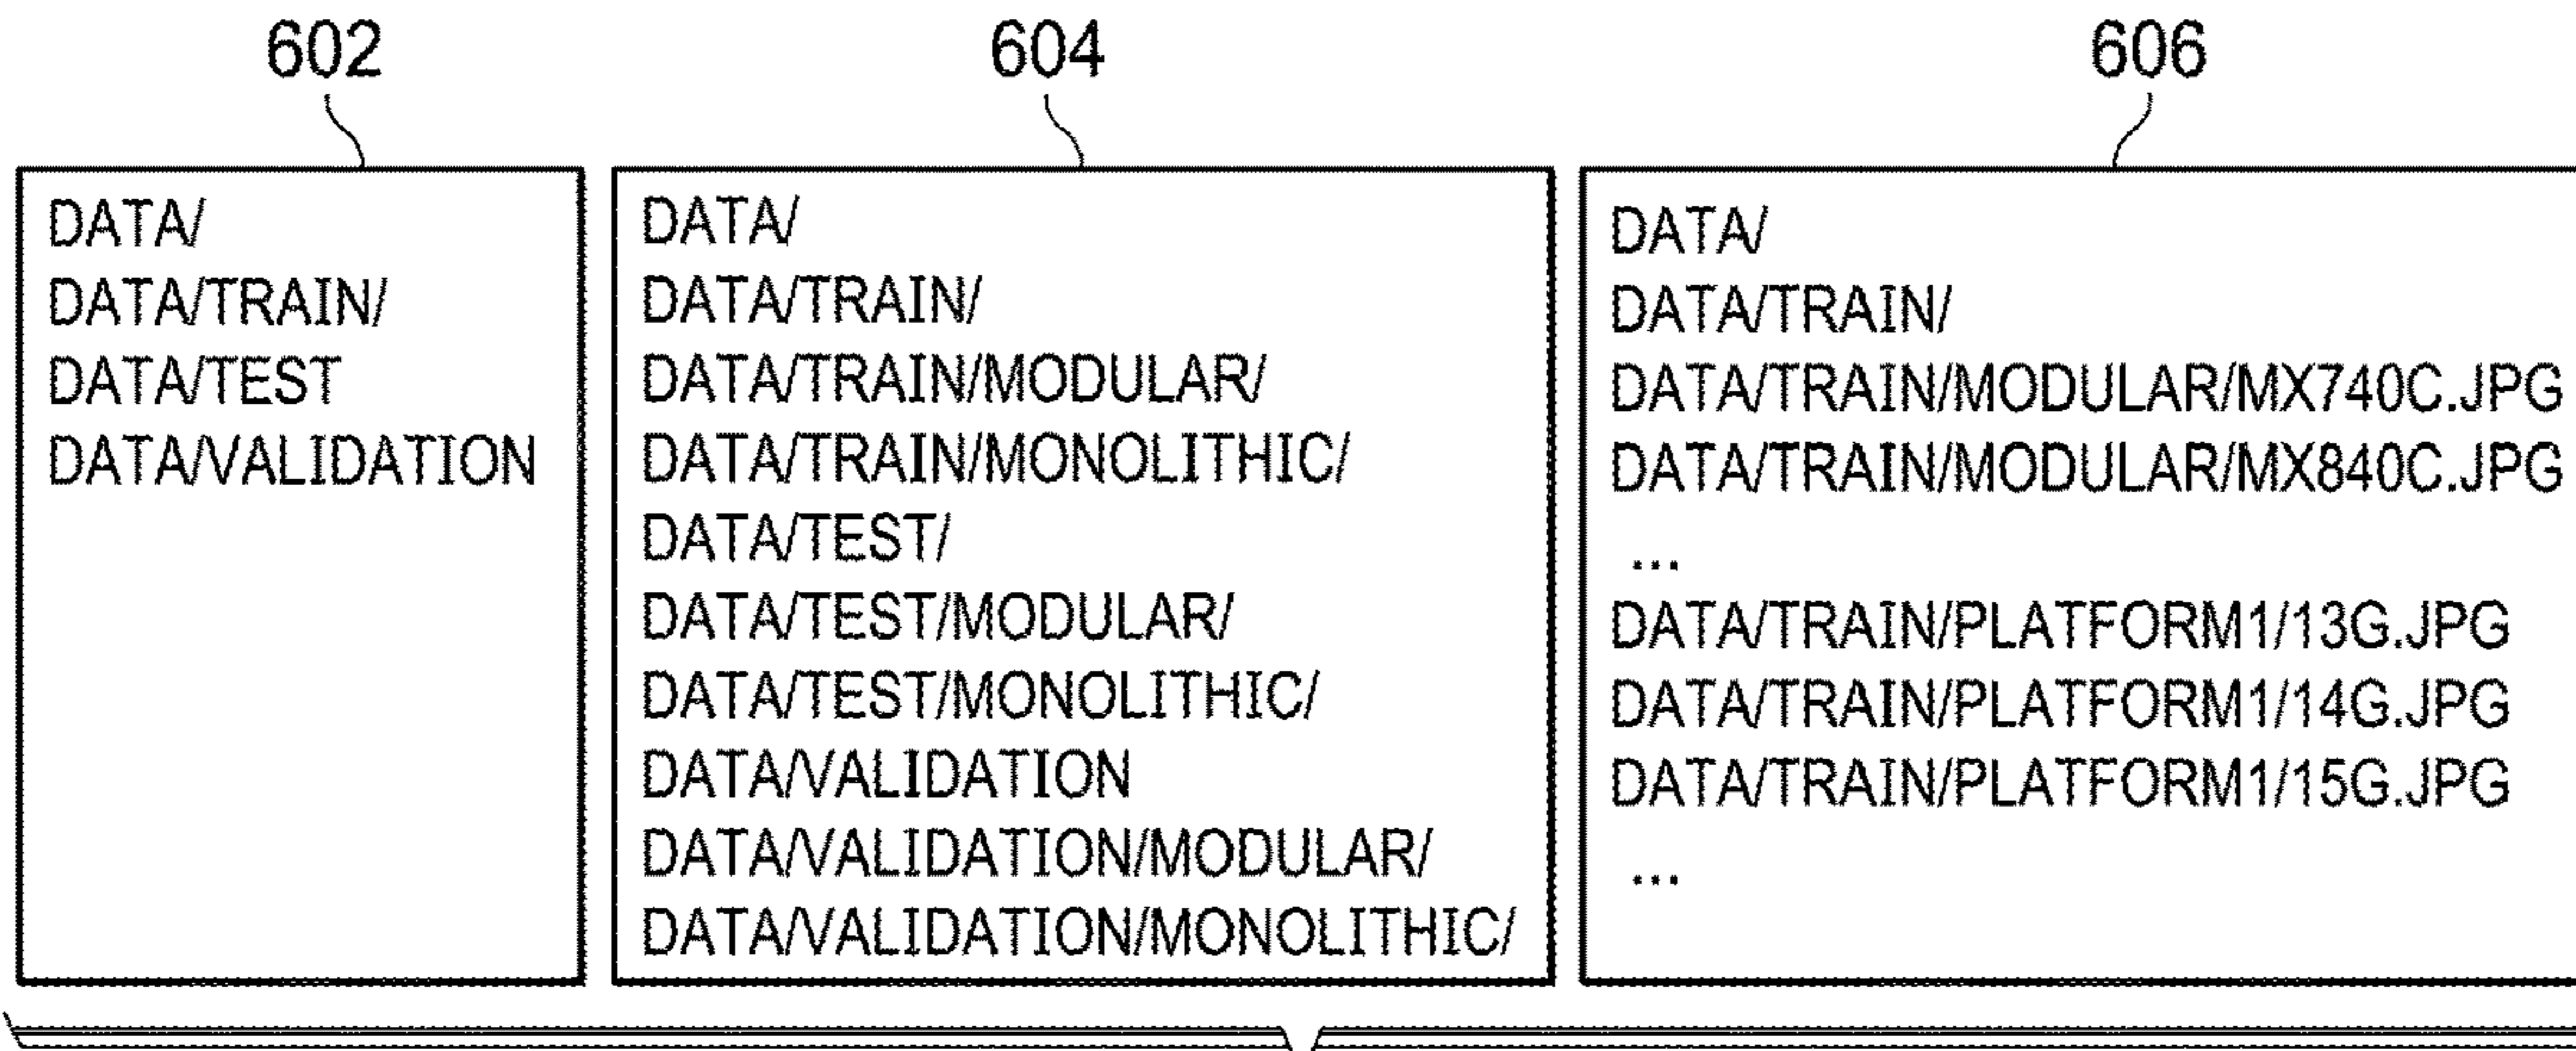 602
604
606
DATA/
DATA/TRAIN/
DATA/TEST
DATA/VALIDATION
DATA/
DATA/TRAIN/
DATA/TRAIN/MODULAR/
DATA/TRAIN/MONOLITHIC/
DATA/TEST/
DATA/TEST/MODULAR/
DATA/TEST/MONOLITHIC/
DATA/VALIDATION
DATA/VALIDATION/MODULAR/
DATA/VALIDATION/MONOLITHIC/
DATA/
DATA/TRAIN/
DATA/TRAIN/MODULAR/MX740C.JPG
DATA/TRAIN/MODULAR/MX840C.JPG
...
DATA/TRAIN/PLATFORM1/13G.JPG
DATA/TRAIN/PLATFORM1/14G.JPG
DATA/TRAIN/PLATFORM1/15G.JPG
...